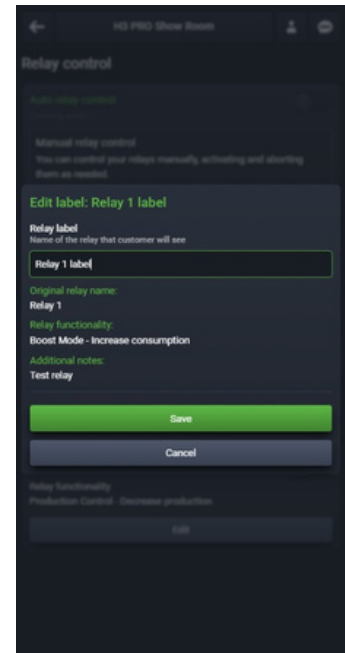 H3 PRO Show Room
Relay control
Auto relay control
Manual relay control
You can control your relays manually, activating and aborting
them as needed.
Edit label: Relay 1 label
Relay label
Name of the relay that customer will see
Relay 1 label
Original relay name:
Relay 1
Relay functionality:
Boost Mode - Increase consumption
Additional notes:
Test relay
Save
Cancel
Relay functionality
Production Control - Decrease production
Edit